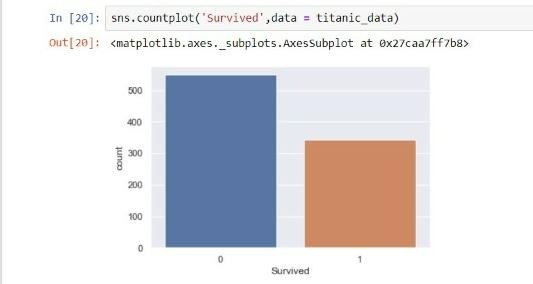 In [20]: sns.countplot('Survived',data = titanic_data)
Out[20]: <matplotlib.axes._subplots.AxesSubplot at 0x27caa7ff7b8>
500
400
300
200
100
0
count
0 1
Survived